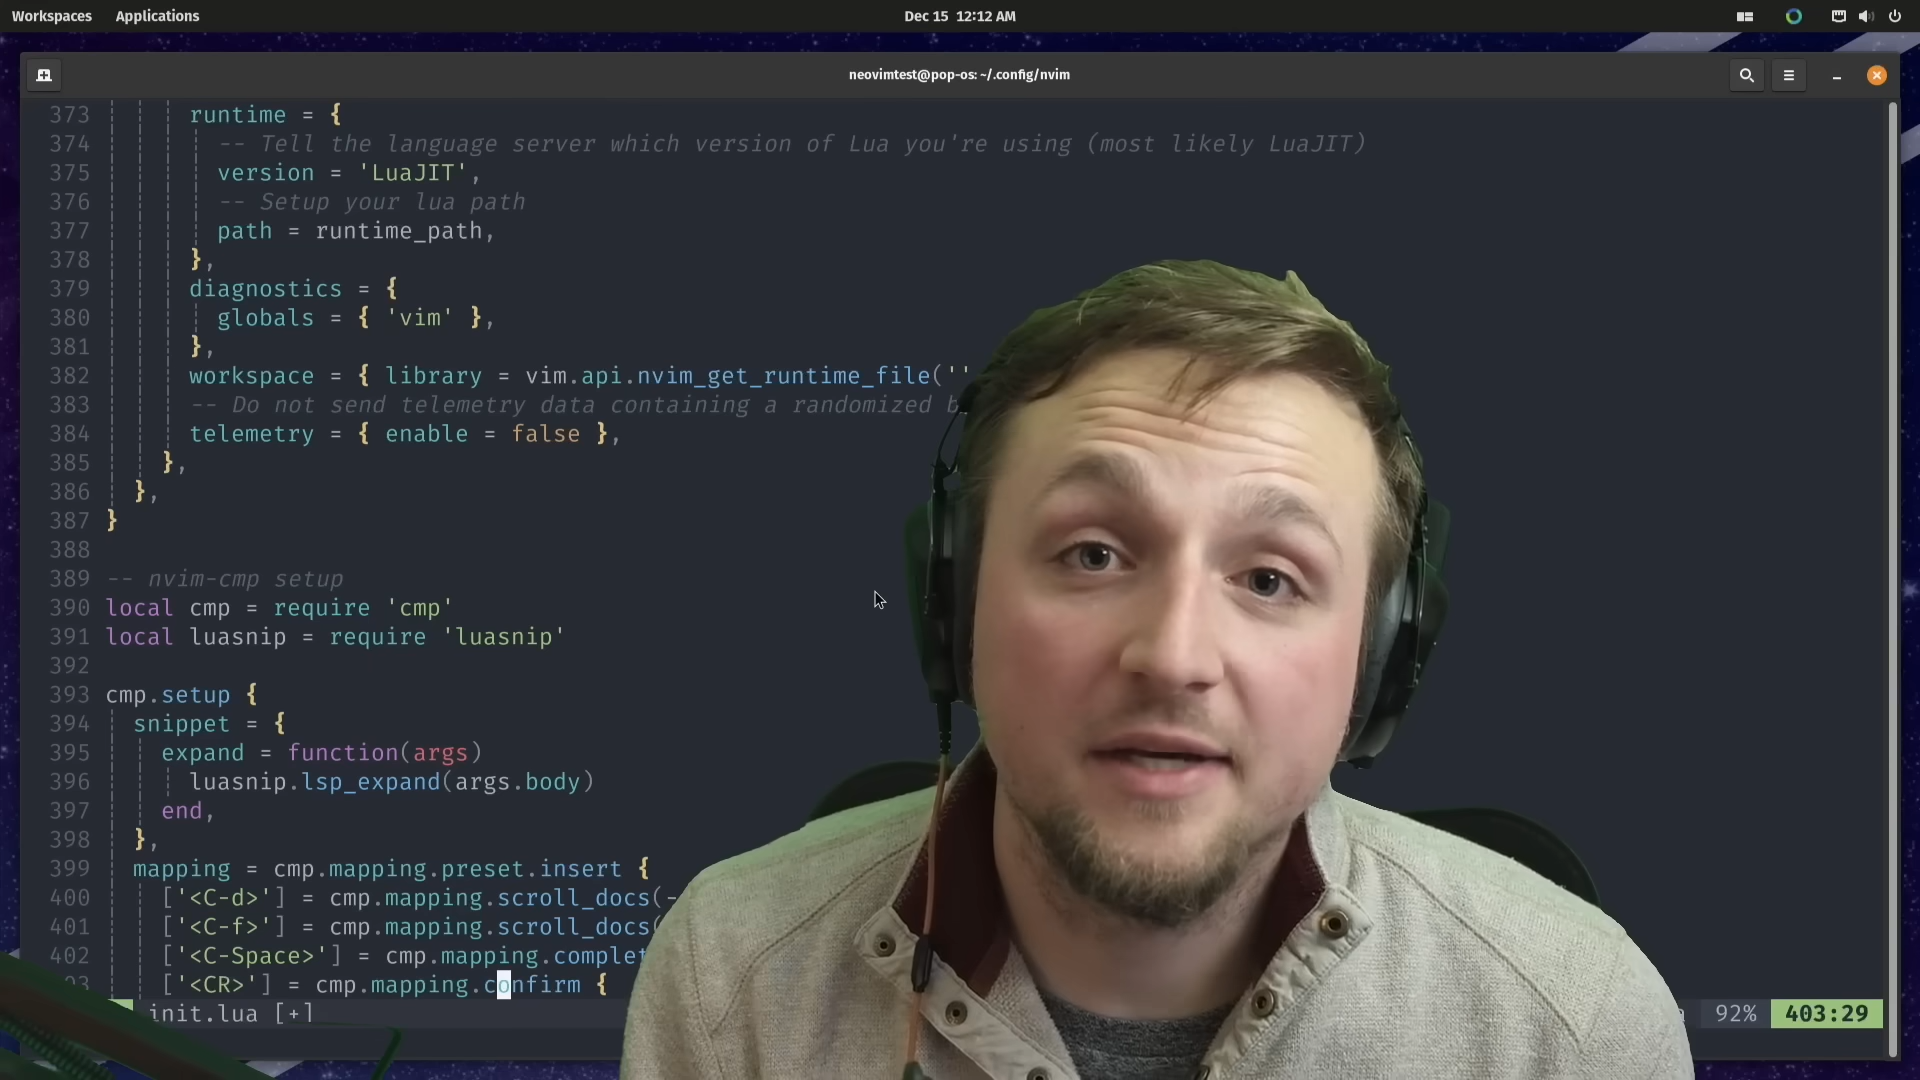 Workspaces Applications Dec 15 12:12 AM
neovimtest@pop-os: ~/.config/nvim
373 runtime = {
374 -- Tell the language server which version of Lua you're using (most likely LuaJIT)
375 version = 'LuaJIT',
376 -- Setup your lua path
377 path = runtime_path,
378 },
379 diagnostics = {
380 globals = { 'vim' },
381 },
382 workspace = { library = vim.api.nvim_get_runtime_file(''
383 -- Do not send telemetry data containing a randomized
384 telemetry = { enable = false },
385 },
386 },
387 }
388
389 -- nvim-cmp setup
390 local cmp = require 'cmp'
391 local luasnip = require 'luasnip'
392
393 cmp.setup {
394 snippet = {
395 expand = function(args)
396 luasnip.lsp_expand(args.body)
397 end,
398 },
399 mapping = cmp.mapping.preset.insert {
400 ['<C-d>'] = cmp.mapping.scroll_docs(-
401 ['<C-f>'] = cmp.mapping.scroll_docs(
402 ['<C-Space>'] = cmp.mapping.complet
03 ['<CR>'] = cmp.mapping.confirm {
init.lua [+] 92% 403:29